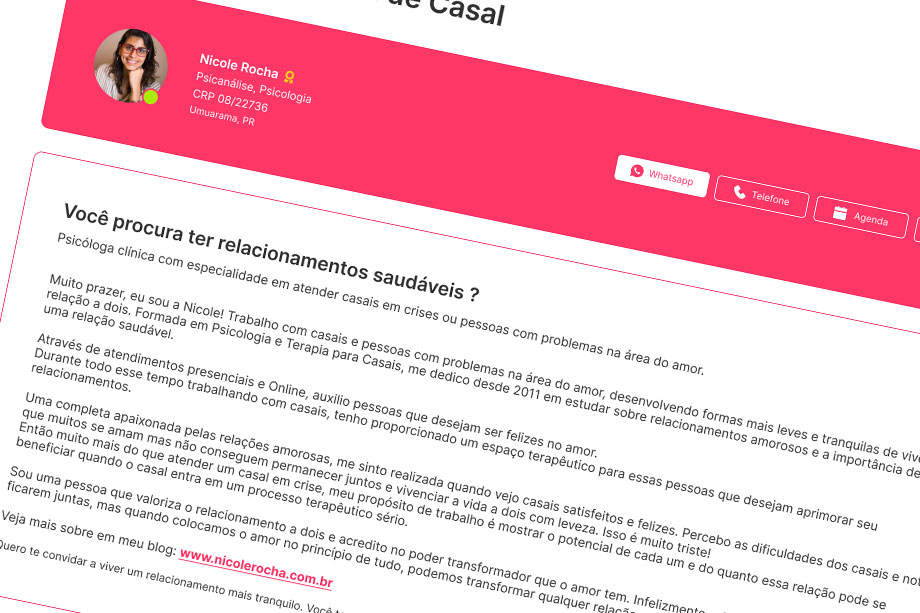 de Casal
Nicole Rocha
Psicanálise, Psicologia
CRP 08/22736
Umuarama, PR
Whatsapp
Telefone
Agenda
Você procura ter relacionamentos saudáveis ?
Psicóloga clínica com especialidade em atender casais em crises ou pessoas com problemas na área do amor.
Muito prazer, eu sou a Nicole! Trabalho com casais e pessoas com problemas na área do amor, desenvolvendo formas mais leves e tranquilas de
relação a dois. Formada em Psicologia e Terapia para Casais, me dedico desde 2011 em estudar sobre relacionamentos amorosos e a importância de
uma relação saudável.
Através de atendimentos presenciais e Online, auxilio pessoas que desejam ser felizes no amor.
Durante todo esse tempo trabalhando com casais, tenho proporcionado um espaço terapêutico para essas pessoas que desejam aprimorar seu
relacionamentos.
Uma completa apaixonada pelas relações amorosas, me sinto realizada quando vejo casais satisfeitos e felizes. Percebo as dificuldades dos casais e
que muitos se amam mas não conseguem permanecer juntos e vivenciar a vida a dois com leveza. Isso é muito triste!
Então muito mais do que atender um casal em crise, meu propósito de trabalho é mostrar o potencial de cada um e do quanto essa relação pode se
beneficiar quando o casal entra em um processo terapêutico sério.
Sou uma pessoa que valoriza o relacionamento a dois e acredito no poder transformador que o amor tem.
ficarem juntas, mas quando colocamos o amor no princípio de tudo, podemos transformar qualquer
Veja mais sobre em meu blog: www.nicolerocha.com.br
Quero te convidar a viver um relacionamento mais tranquilo. Você